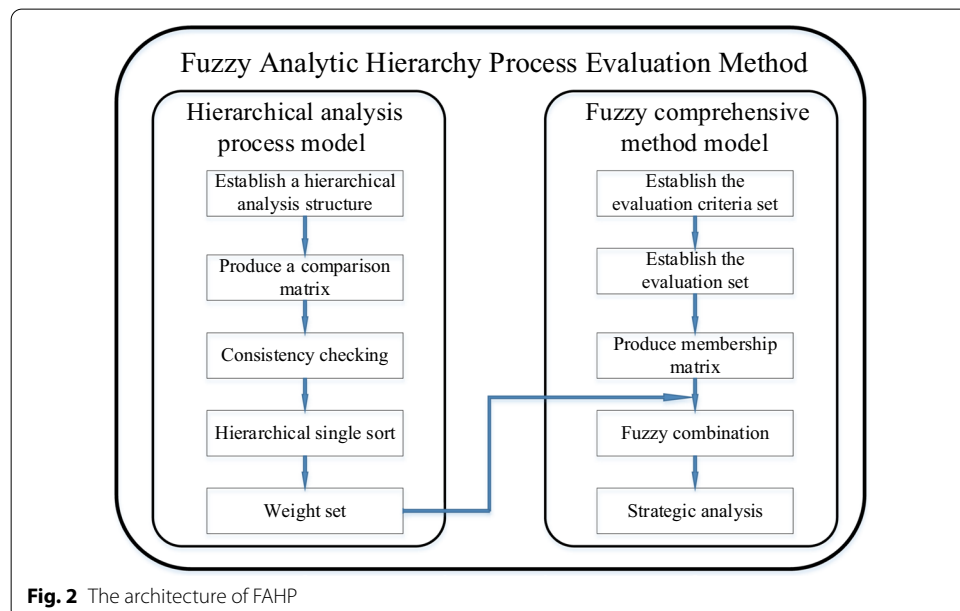 Fuzzy Analytic Hierarchy Process Evaluation Method
Hierarchical analysis
process model
Establish a hierarchical
analysis structure
Produce a comparison
matrix
Consistency checking
Hierarchical single sort
Weight set
Fuzzy comprehensive
method model
Establish the
evaluation criteria set
Establish the
evaluation set
Produce membership
matrix
Fuzzy combination
Strategic analysis
Fig. 2 The architecture of FAHP